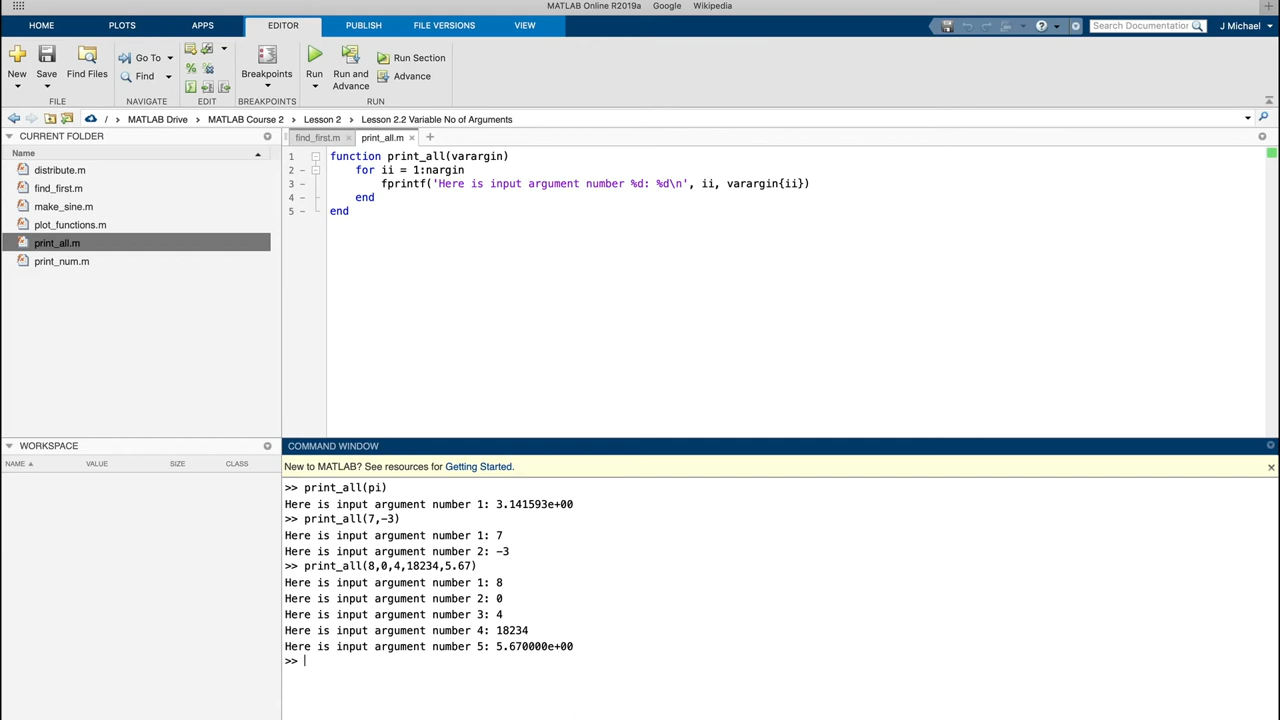 MATLAB Online R2019a Google Wikipedia
HOME PLOTS APPS EDITOR PUBLISH FILE VERSIONS VIEW Search Documentation J Michael
New Save Find Files Go To Find Breakpoints Run Run and Advance Run Section Advance
FILE NAVIGATE EDIT BREAKPOINTS RUN
/ MATLAB Drive MATLAB Course 2 Lesson 2 Lesson 2.2 Variable No of Arguments
CURRENT FOLDER
Name
distribute.m
find_first.m
make_sine.m
plot_functions.m
print_all.m
print_num.m
find_first.m print_all.m
1 function print_all(varargin)
2 for ii = 1:nargin
3 fprintf('Here is input argument number %d: %d\n', ii, varargin{ii})
4 end
5 end
WORKSPACE
NAME VALUE SIZE CLASS
COMMAND WINDOW
New to MATLAB? See resources for Getting Started.
>> print_all(pi)
Here is input argument number 1: 3.141593e+00
>> print_all(7,-3)
Here is input argument number 1: 7
Here is input argument number 2: -3
>> print_all(8,0,4,18234,5.67)
Here is input argument number 1: 8
Here is input argument number 2: 0
Here is input argument number 3: 4
Here is input argument number 4: 18234
Here is input argument number 5: 5.670000e+00
>>